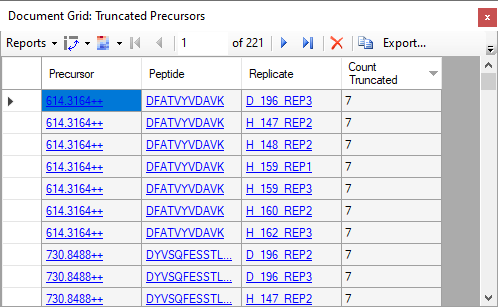 Document Grid: Truncated Precursors
Reports 1 of 221 Export...
Precursor Peptide Replicate Count Truncated
614.3164++ DFATVYVDAVK D_196_REP3 7
614.3164++ DFATVYVDAVK H_147_REP2 7
614.3164++ DFATVYVDAVK H_148_REP2 7
614.3164++ DFATVYVDAVK H_159_REP1 7
614.3164++ DFATVYVDAVK H_159_REP3 7
614.3164++ DFATVYVDAVK H_160_REP2 7
614.3164++ DFATVYVDAVK H_162_REP3 7
730.8488++ DYVSQFESSTL... D_196_REP2 7
730.8488++ DYVSQFESSTL... D_196_REP3 7
730.8488++ DYVSQFESSTL... H_147_REP2 7